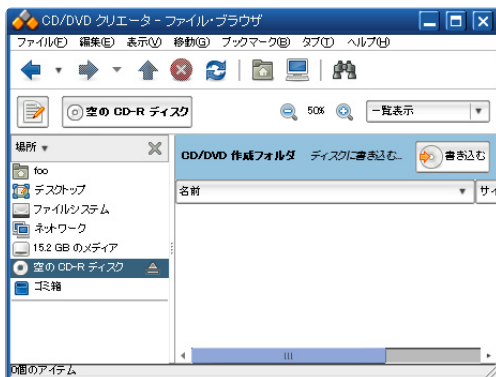 CD/DVD クリエータ - ファイル・ブラウザ
ファイル(F) 編集(E) 表示(V) 移動(G) ブックマーク(B) タブ(T) ヘルプ(H)
空の CD-R ディスク 50% 一覧表示
場所
CD/DVD 作成フォルダ ディスクに書き込む... 書き込む
名前 サイ
foo
デスクトップ
ファイルシステム
ネットワーク
15.2 GB のメディア
空の CD-R ディスク
ゴミ箱
0個のアイテム